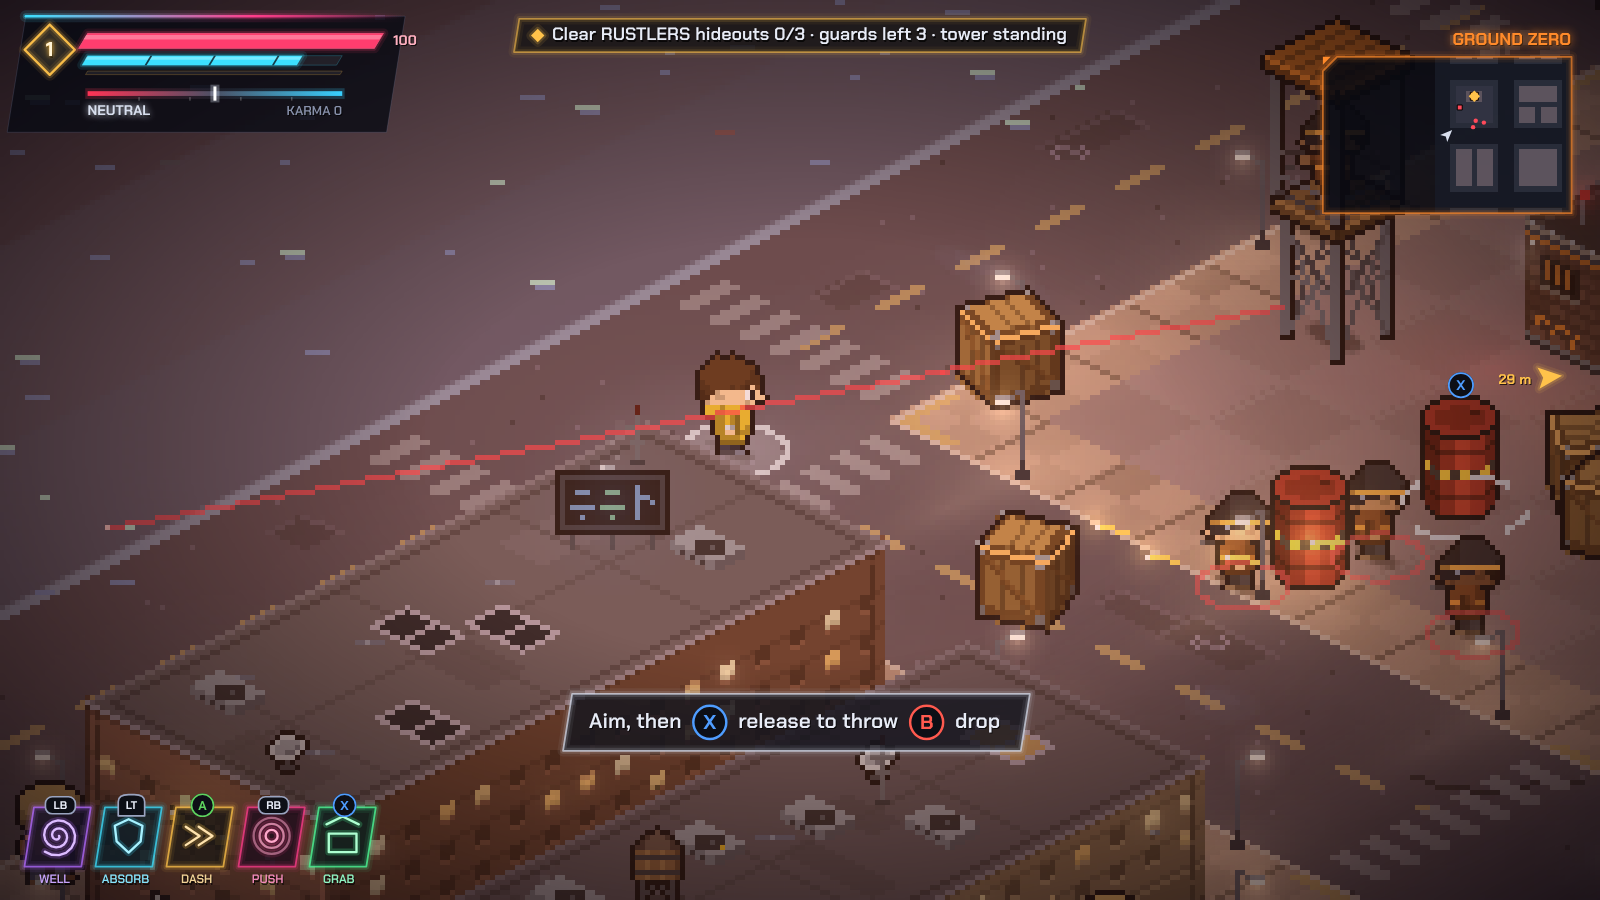 1
100
NEUTRAL
KARMA 0
Clear RUSTLERS hideouts 0/3 · guards left 3 · tower standing
GROUND ZERO
X
29 m
Aim, then X release to throw B drop
LB
LT
A
RB
X
WELL
ABSORB
DASH
PUSH
GRAB